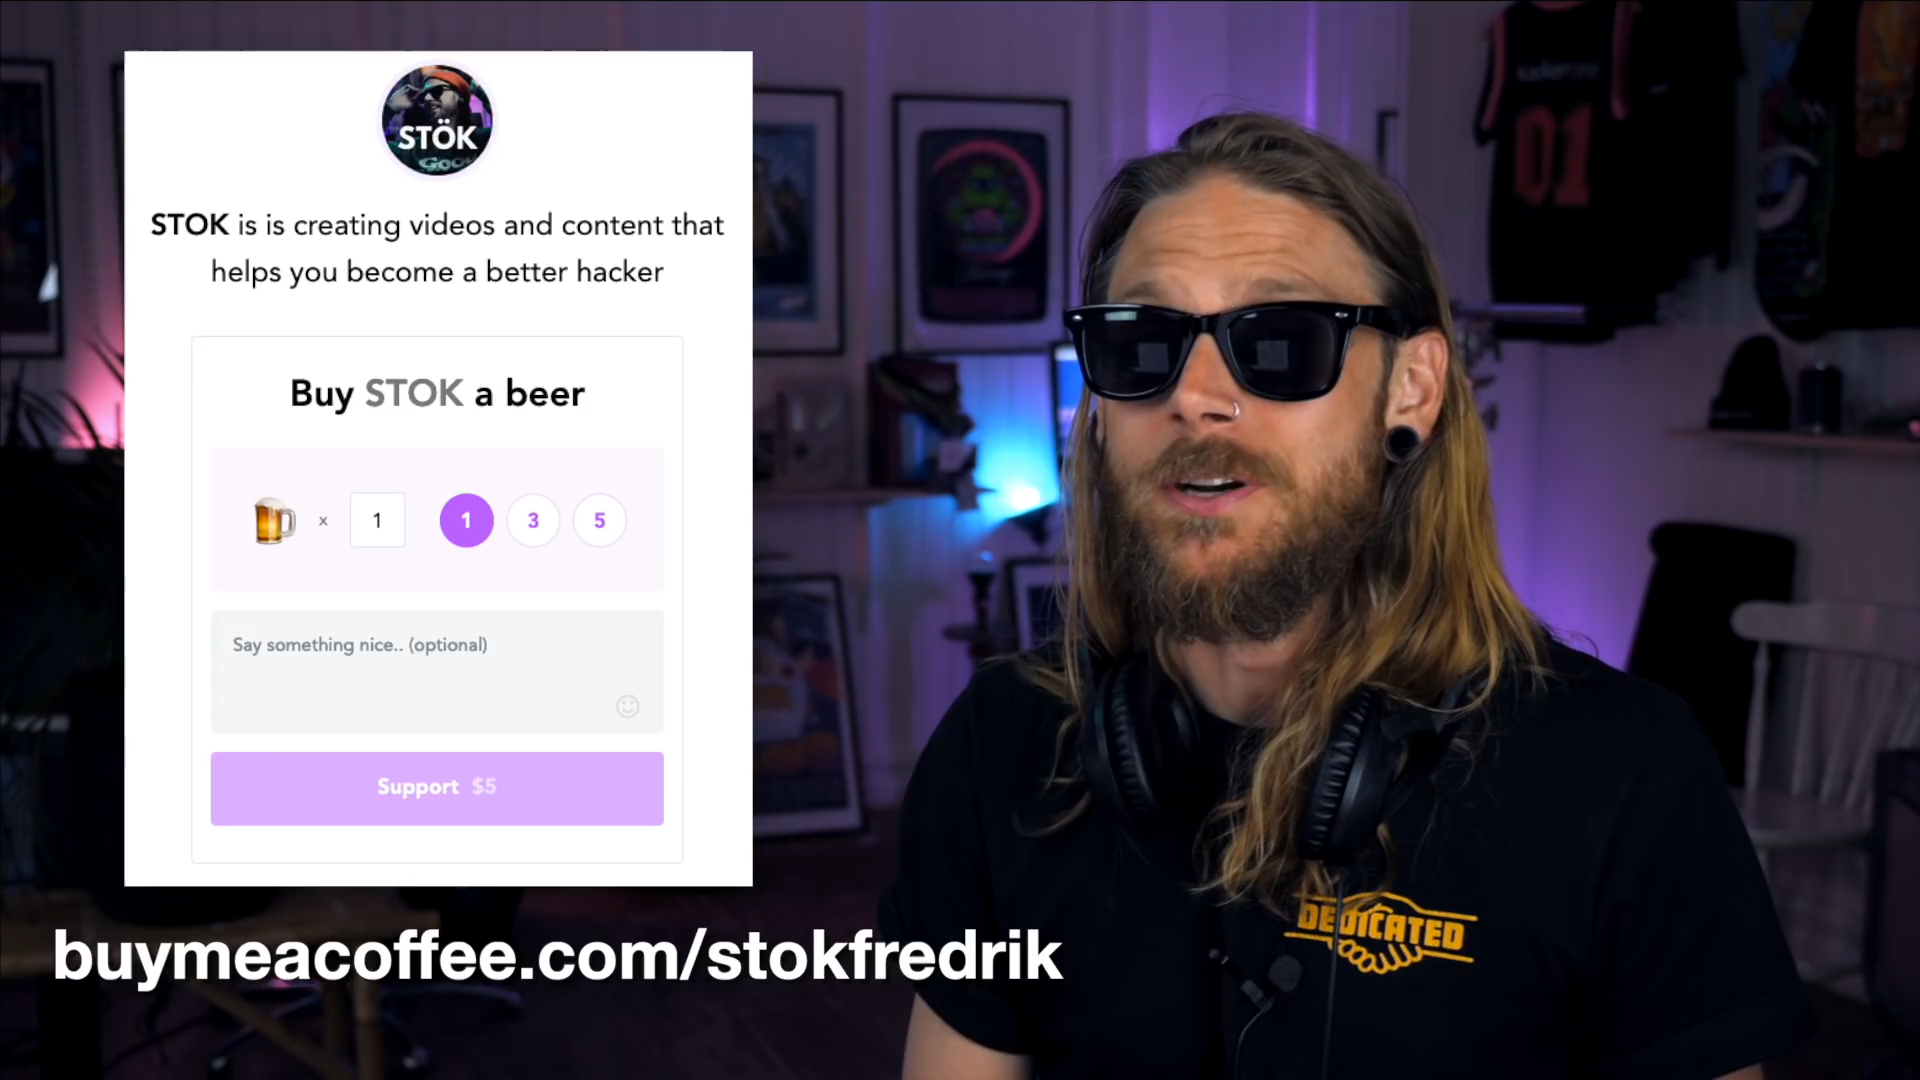 STÖK
STOK is is creating videos and content that
helps you become a better hacker
Buy STOK a beer
x 1 1 3 5
Say something nice.. (optional)
Support $5
buymeacoffee.com/stokfredrik
01
DEDICATED